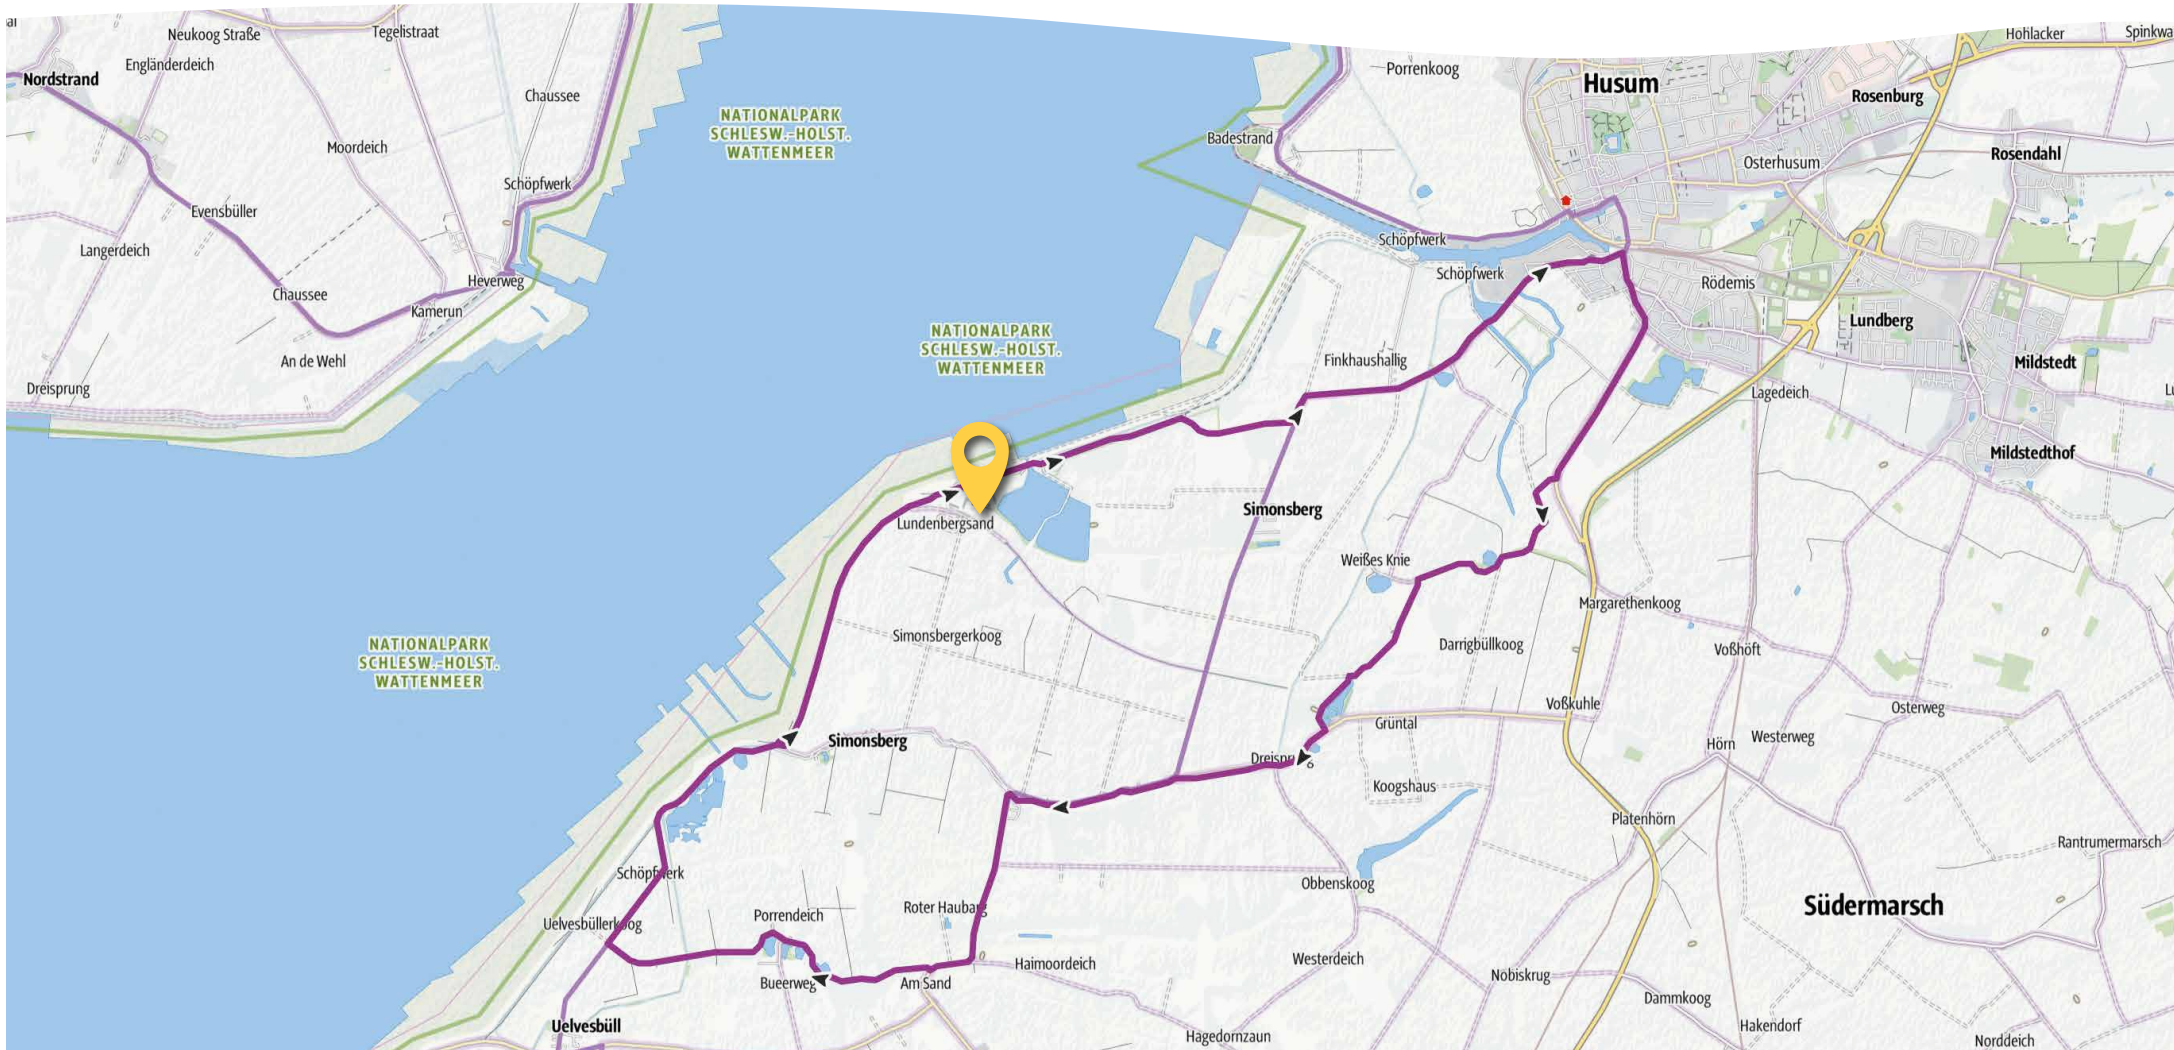 Neukoog Straße
Tegelistraat
Hohlacker
Spinkwa
Engländerdeich
Nordstrand
Porrenkoog
Husum
Chaussee
Rosenburg
NATIONALPARK
SCHLESW.-HOLST.
WATTENMEER
Badestrand
Moordeich
Osterhusum
Rosendahl
Schöpfwerk
Evensbüller
Langerdeich
Schöpfwerk
Schöpfwerk
Heverweg
Rödemis
Chaussee
Kamerun
Lundberg
NATIONALPARK
SCHLESW.-HOLST.
WATTENMEER
An de Wehl
Finkhaushallig
Mildstedt
Dreisprung
Lagedeich
Mildstedthof
Simonsberg
Lundenbergsand
Weißes Knie
Margarethenkoog
Simonsbergerkoog
Darrigbüllkoog
Voßhöft
NATIONALPARK
SCHLESW.-HOLST.
WATTENMEER
Voßkuhle
Osterweg
Grüntal
Simonsberg
Westerweg
Hörn
Koogshaus
Platenhörn
Rantrumermarsch
Schöpfwerk
Obbenskoog
Roter Haubarg
Südermarsch
Porrendeich
Uelvesbüllerkoog
Westerdeich
Haimoordeich
Nobiskrug
Bueerweg
Am Sand
Dammkoog
Uelvesbüll
Hakendorf
Hagedornzaun
Norddeich